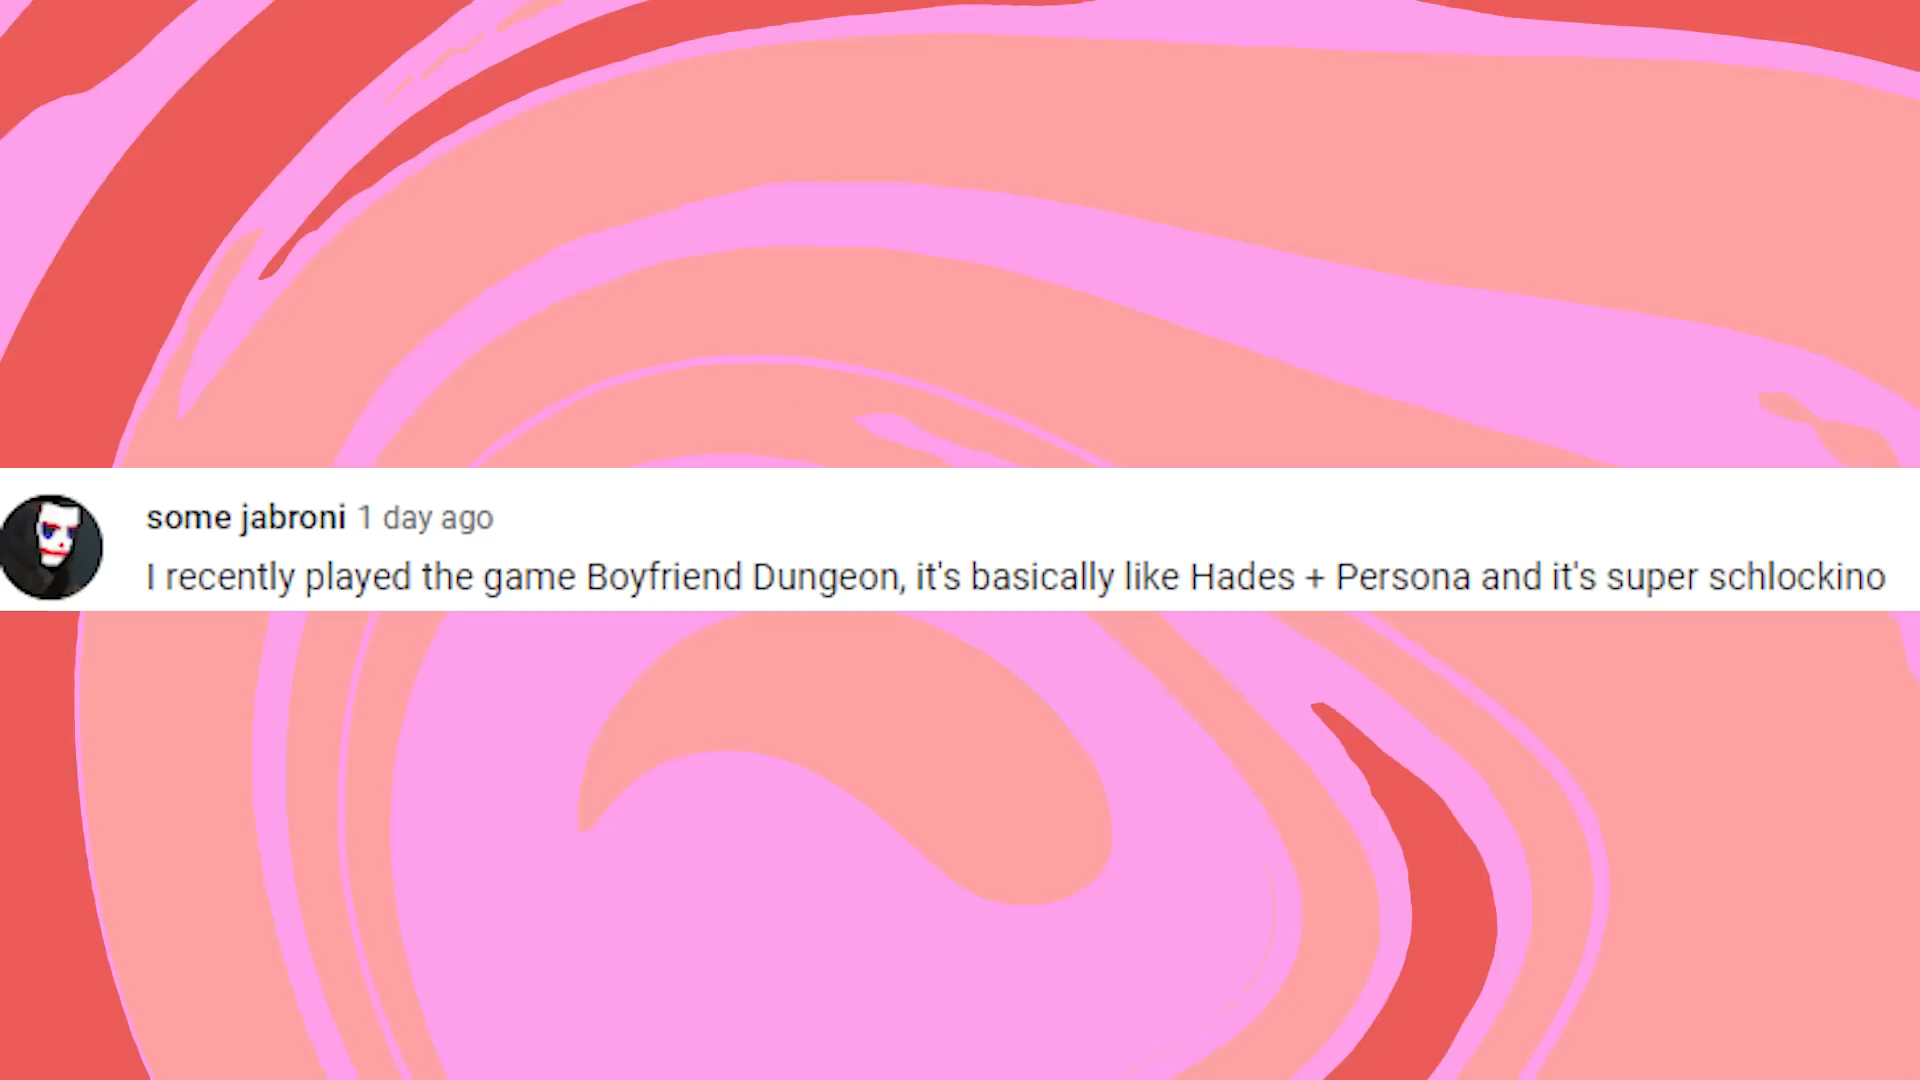 some jabroni 1 day ago
I recently played the game Boyfriend Dungeon, it's basically like Hades + Persona and it's super schlockino